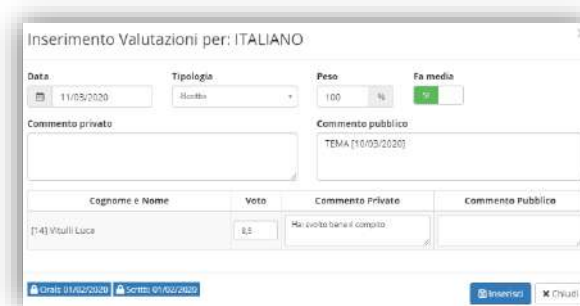 Inserimento Valutazioni per: ITALIANO
Data Tipologia Peso Fa media
11/03/2020 Scritto 100 % SI
Commento privato Commento pubblico
TEMA [10/03/2020]
Cognome e Nome Voto Commento Privato Commento Pubblico
[14] Vitulli Luca 8,5 Hai svolto bene il compito
Orale 01/02/2020 Scritto 01/02/2020 Inserisci Chiudi